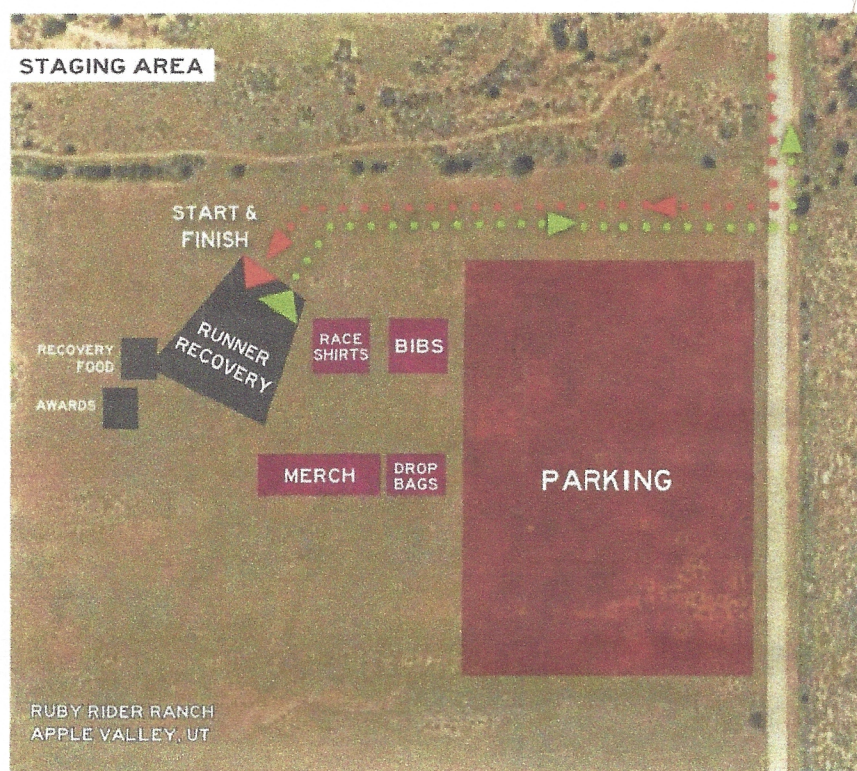 STAGING AREA
START &
FINISH
RUNNER
RECOVERY
RECOVERY
FOOD
AWARDS
RACE
SHIRTS
BIBS
MERCH
DROP
BAGS
PARKING
RUBY RIDER RANCH
APPLE VALLEY, UT